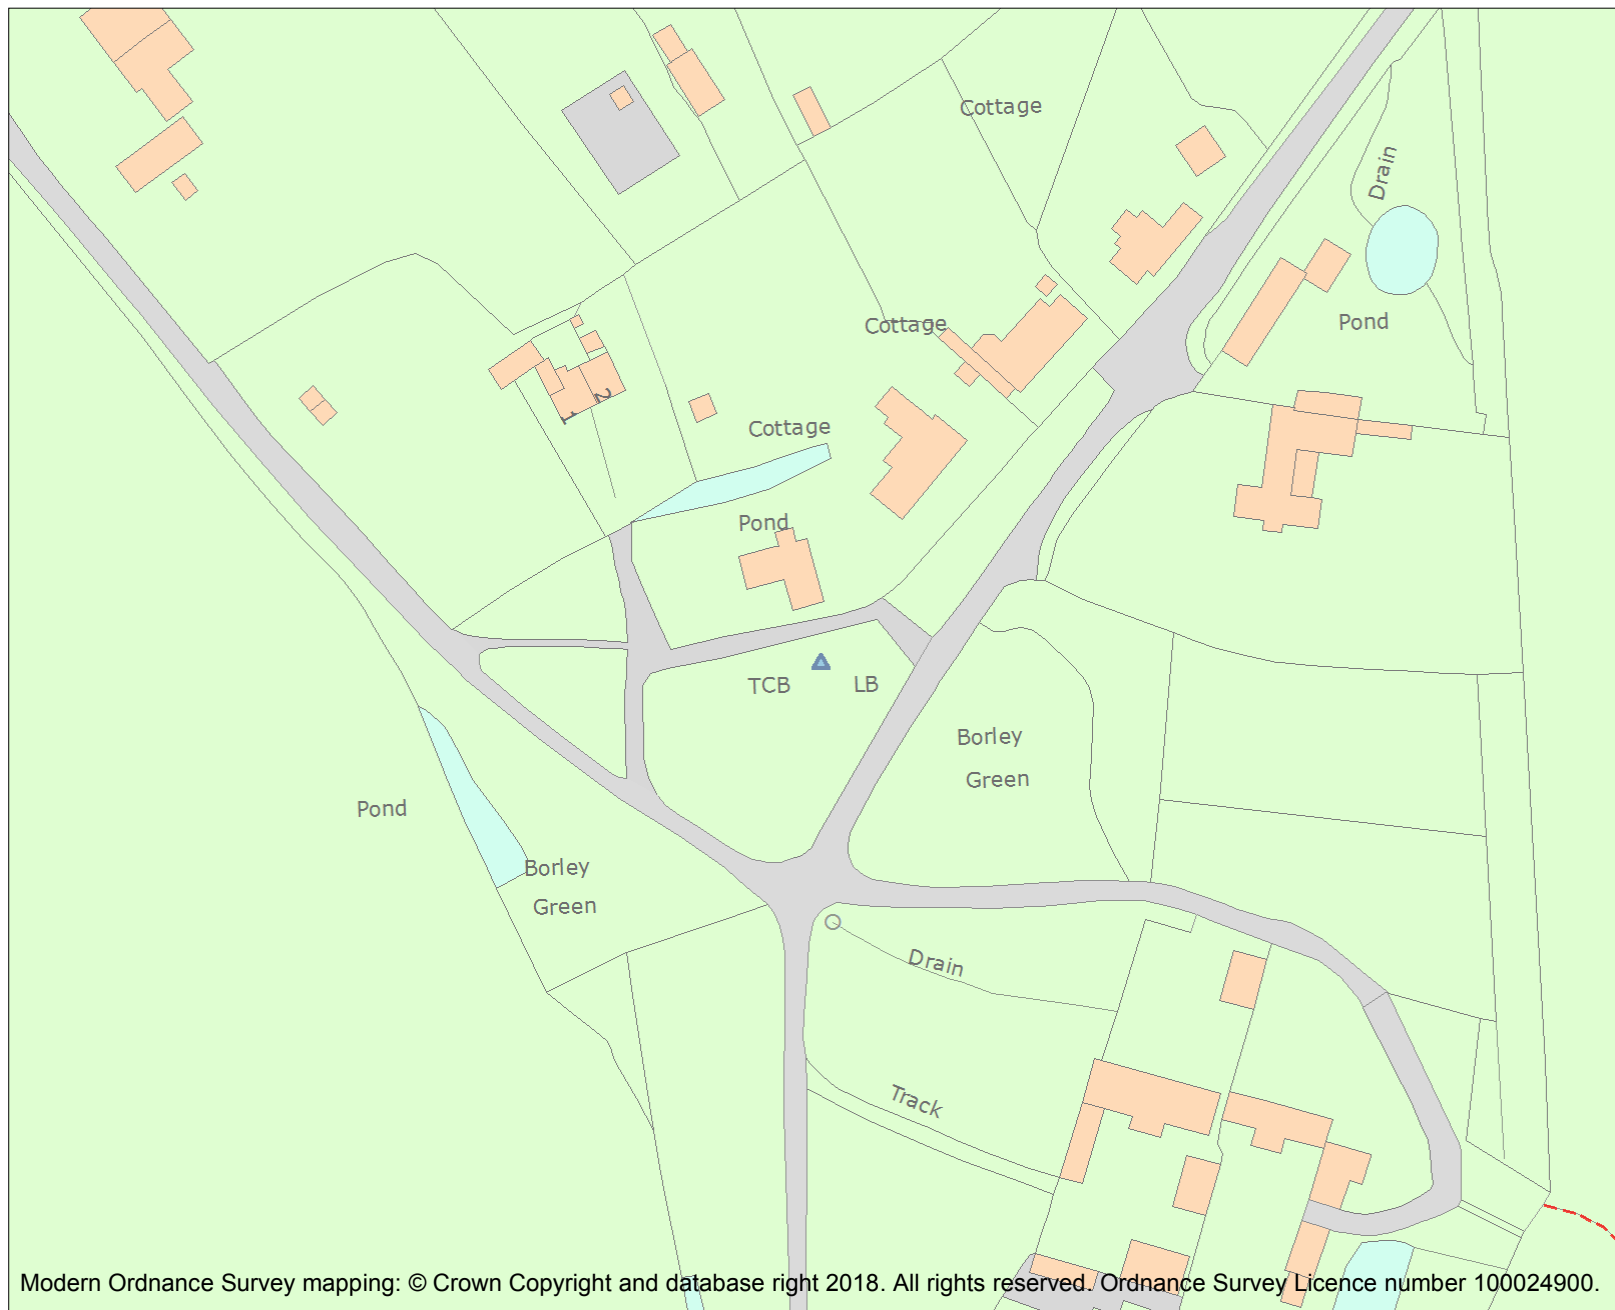 Cottage
Drain
Cottage
Pond
1
2
Cottage
Pond
TCB
LB
Borley
Green
Pond
Borley
Green
Drain
Track
Modern Ordnance Survey mapping: © Crown Copyright and database right 2018. All rights reserved. Ordnance Survey Licence number 100024900.